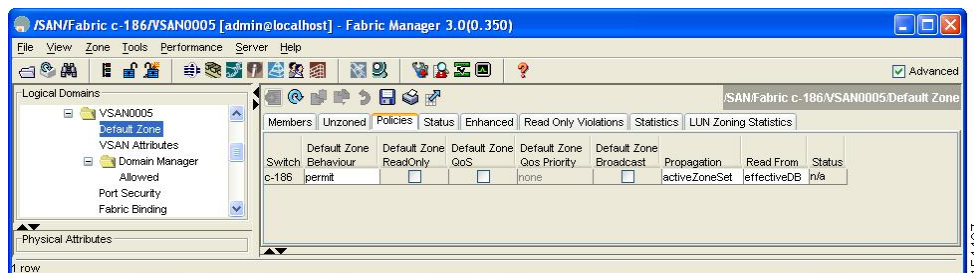 /SAN/Fabric c-186/VSAN0005 [admin@localhost] - Fabric Manager 3.0(0.350)
File View Zone Tools Performance Server Help
Advanced
Logical Domains
VSAN0005
Default Zone
VSAN Attributes
Domain Manager
Allowed
Port Security
Fabric Binding
Physical Attributes
/SAN/Fabric c-186/VSAN0005/Default Zone
Members Unzoned Policies Status Enhanced Read Only Violations Statistics LUN Zoning Statistics
Default Zone Default Zone Default Zone Default Zone Default Zone
Switch Behaviour ReadOnly QoS Qos Priority Broadcast Propagation Read From Status
c-186 permit none activeZoneSet effectiveDB n/a
1 row